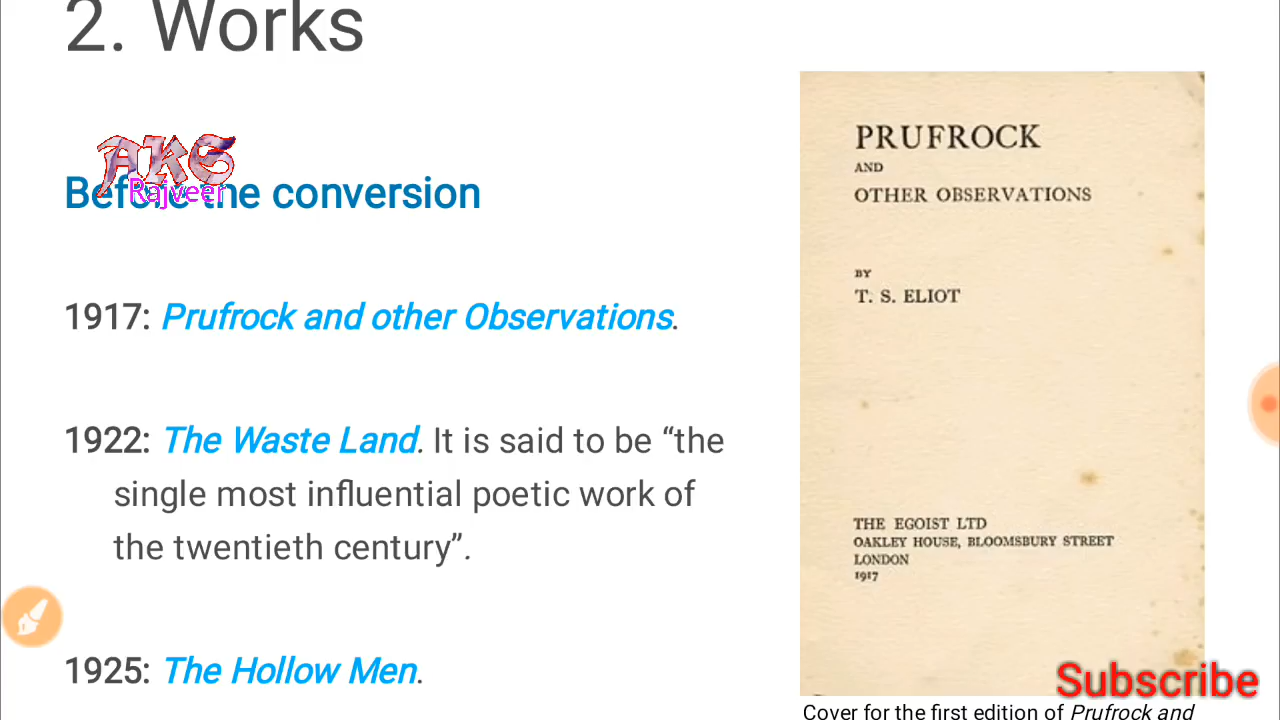 2. Works
AKS
Rajveer
Before the conversion
1917: Prufrock and other Observations.
1922: The Waste Land. It is said to be “the
single most influential poetic work of
the twentieth century”.
1925: The Hollow Men.
PRUFROCK
AND
OTHER OBSERVATIONS
BY
T. S. ELIOT
THE EGOIST LTD
OAKLEY HOUSE, BLOOMSBURY STREET
LONDON
1917
Subscribe
Cover for the first edition of Prufrock and